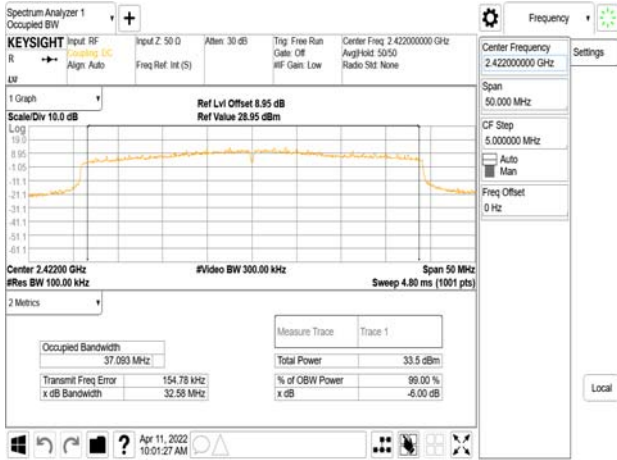 Spectrum Analyzer 1
Occupied BW
Frequency
KEYSIGHT
R
LXI
Input: RF
Coupling: DC
Align: Auto
Input Z: 50 Ω
Freq Ref: Int (S)
Atten: 30 dB
Trig: Free Run
Gate: Off
#IF Gain: Low
Center Freq: 2.422000000 GHz
Avg|Hold: 50/50
Radio Std: None
Center Frequency
2.422000000 GHz
Settings
Span
50.000 MHz
CF Step
5.000000 MHz
Auto
Man
Freq Offset
0 Hz
Local
1 Graph
Scale/Div 10.0 dB
Ref Lvl Offset 8.95 dB
Ref Value 28.95 dBm
Log
19.0
8.95
-1.05
-11.1
-21.1
-31.1
-41.1
-51.1
-61.1
Center 2.42200 GHz
#Res BW 100.00 kHz
#Video BW 300.00 kHz
Span 50 MHz
Sweep 4.80 ms (1001 pts)
2 Metrics
Measure Trace Trace 1
Occupied Bandwidth
37.093 MHz
Total Power 33.5 dBm
Transmit Freq Error 154.78 kHz
% of OBW Power 99.00 %
x dB Bandwidth 32.58 MHz
x dB -6.00 dB
?
Apr 11, 2022
10:01:27 AM